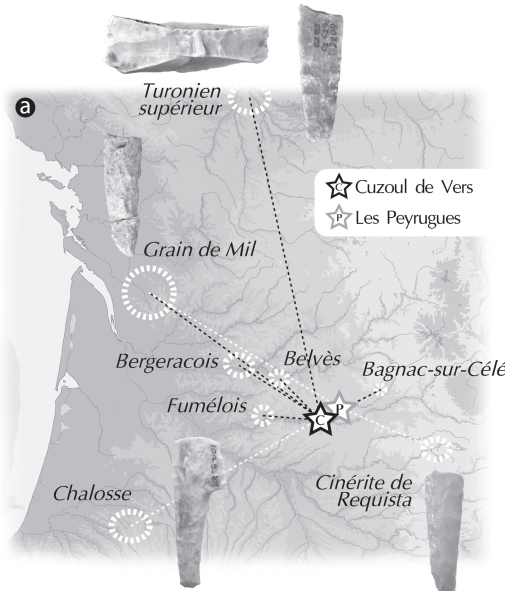 a
Turonien
supérieur
C Cuzoul de Vers
P Les Peyrugues
Grain de Mil
Bergeracois
Belvès
Bagnac-sur-Célé
Fumélois
P
C
Cinérite de
Requista
Chalosse